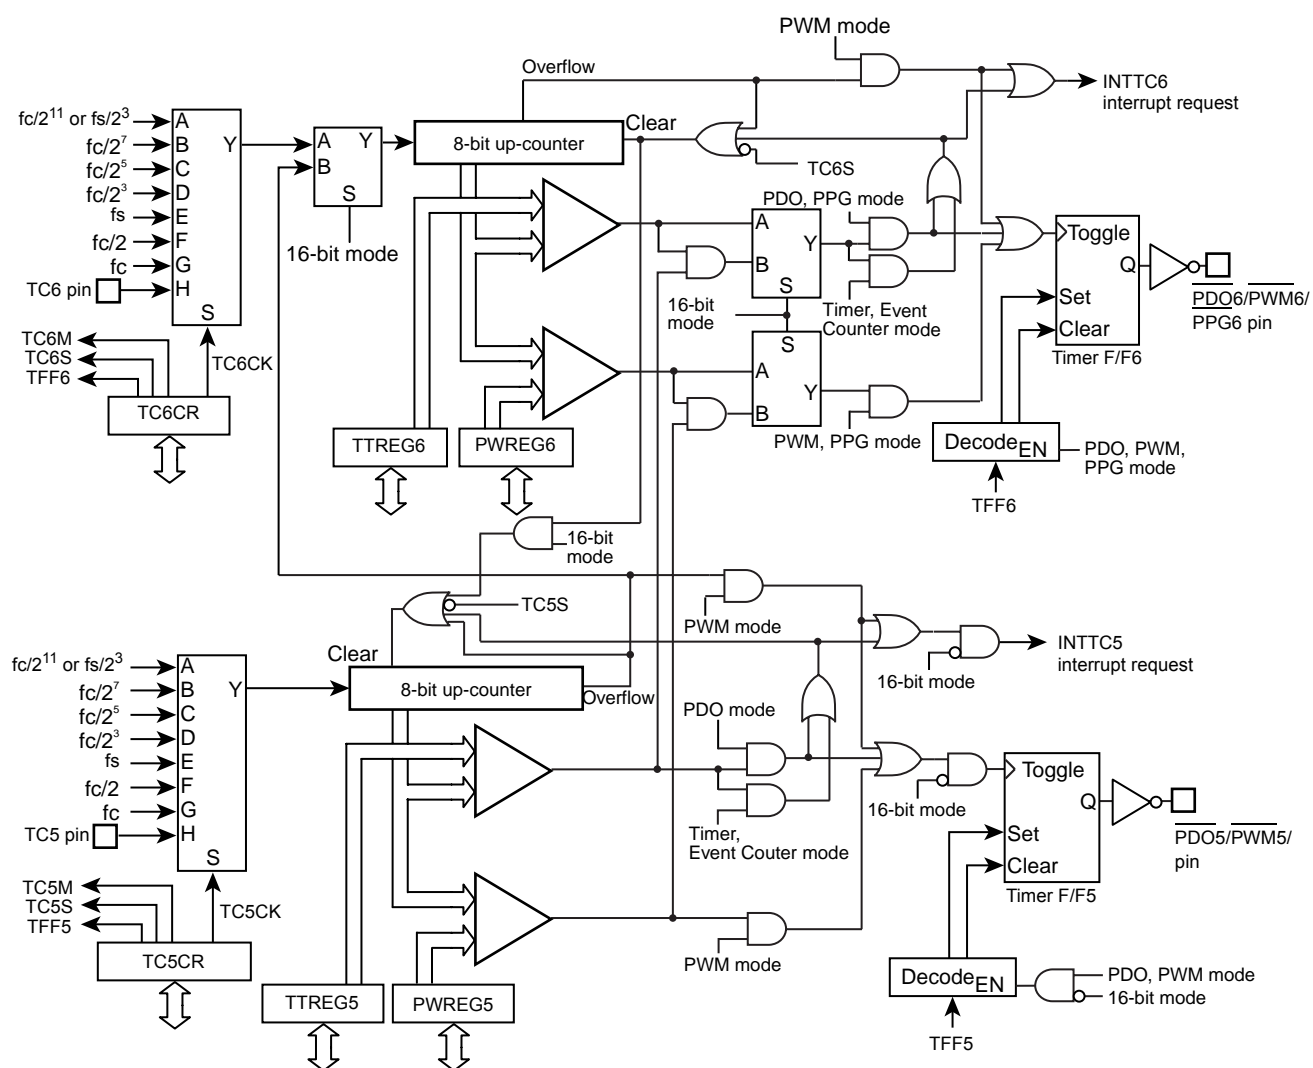 PWM mode
Overflow
INTTC6
interrupt request
fc/2¹¹ or fs/2³
fc/2⁷
fc/2⁵
fc/2³
fs
fc/2
fc
TC6 pin
A
B
C
D
E
F
G
H
Y
S
A
B
Y
S
16-bit mode
8-bit up-counter
Clear
TC6S
PDO, PPG mode
A
B
Y
S
16-bit
mode
Timer, Event
Counter mode
S
A
B
Y
PWM, PPG mode
Toggle
Q
Set
Clear
Timer F/F6
PDO6/PWM6/
PPG6 pin
TC6M
TC6S
TFF6
TC6CK
TC6CR
TTREG6
PWREG6
Decode EN
PDO, PWM,
PPG mode
TFF6
16-bit
mode
TC5S
PWM mode
INTTC5
interrupt request
16-bit mode
fc/2¹¹ or fs/2³
fc/2⁷
fc/2⁵
fc/2³
fs
fc/2
fc
TC5 pin
A
B
C
D
E
F
G
H
Y
S
Clear
8-bit up-counter
Overflow
PDO mode
Timer,
Event Couter mode
16-bit mode
Toggle
Q
Set
Clear
Timer F/F5
PDO5/PWM5/
pin
TC5M
TC5S
TFF5
TC5CK
TC5CR
TTREG5
PWREG5
PWM mode
Decode EN
PDO, PWM mode
16-bit mode
TFF5